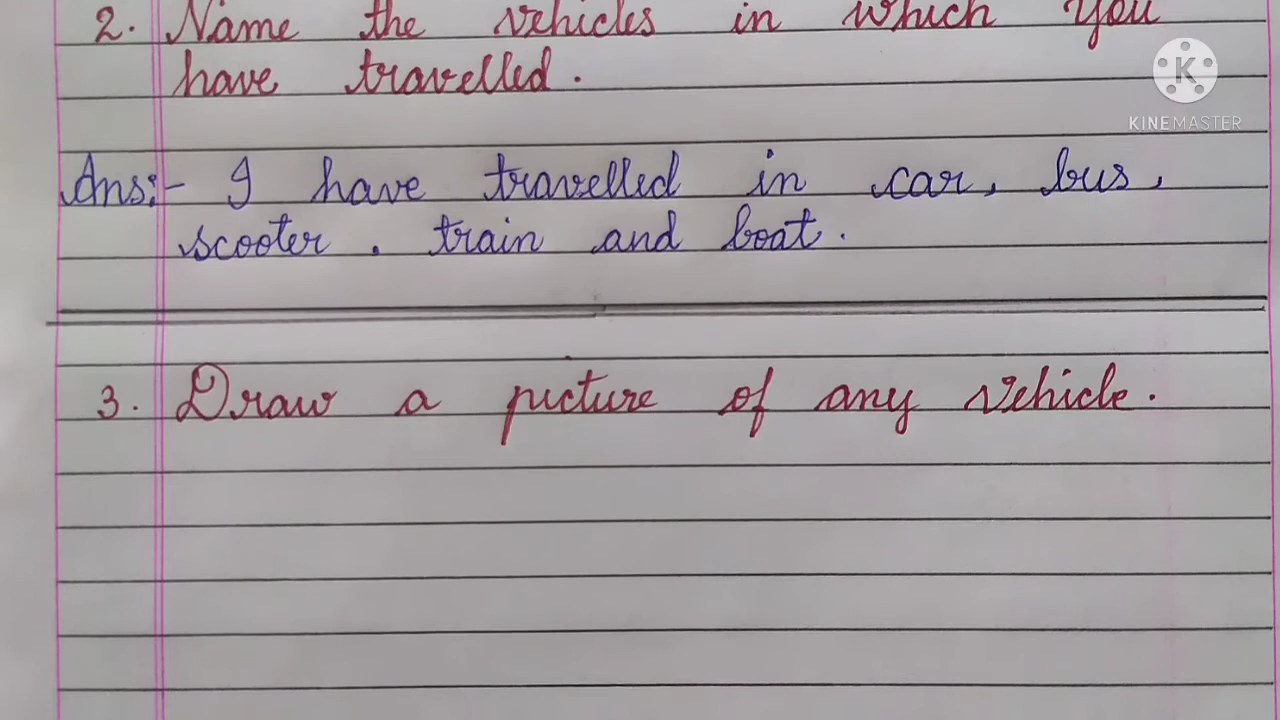 2. Name the vehicles in which you
have travelled.
Ans:- I have travelled in car, bus,
scooter, train and boat.
3. Draw a picture of any vehicle.
K
KINEMASTER